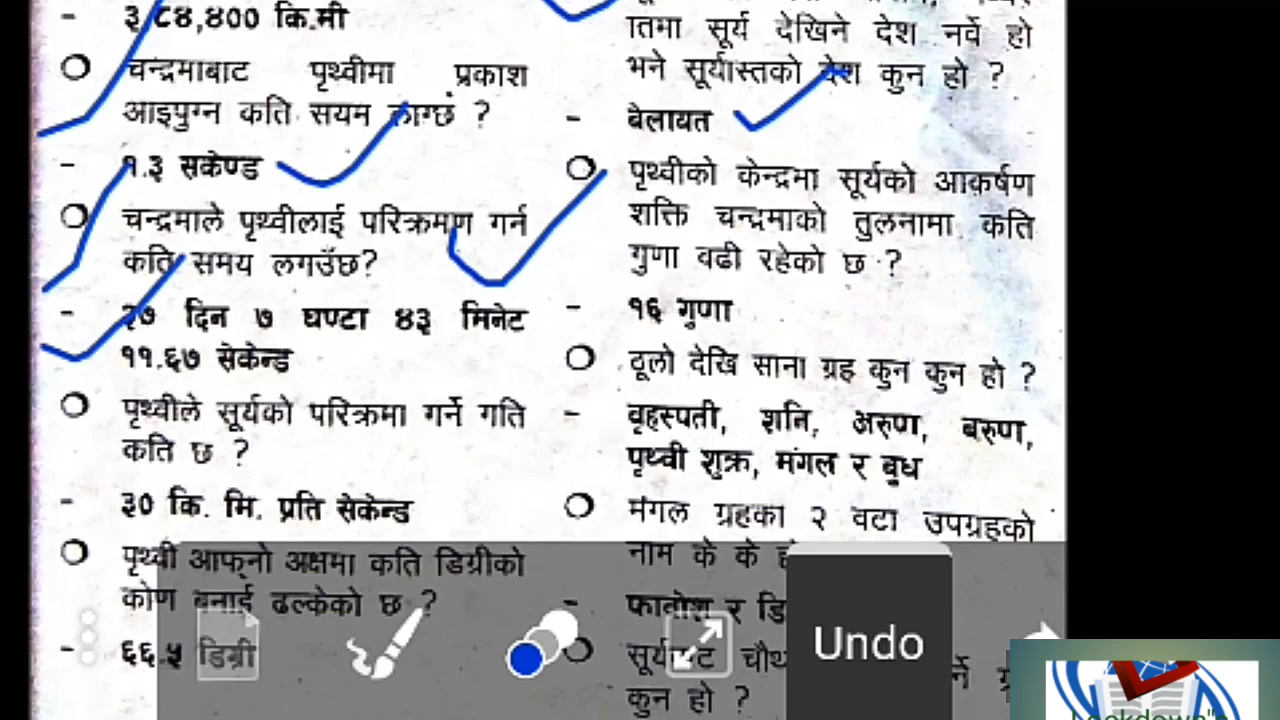 ३,८४,४०० कि.मी
चन्द्रमाबाट पृथ्वीमा प्रकाश
आइपुग्न कति सयम लाग्छ ?
१.३ सकेण्ड
चन्द्रमाले पृथ्वीलाई परिक्रमण गर्न
कति समय लगउँछ?
२७ दिन ७ घण्टा ४३ मिनेट
११.६७ सेकेन्ड
पृथ्वीले सूर्यको परिक्रमा गर्ने गति
कति छ ?
३० कि. मि. प्रति सेकेन्ड
पृथ्वी आफ्नो अक्षमा कति डिग्रीको
कोण बनाई ढल्केको छ ?
६६.५ डिग्री
तिमा सूर्य देखिने देश नर्वे हो
भने सूर्यास्तको देश कुन हो ?
बेलायत
पृथ्वीको केन्द्रमा सूर्यको आकर्षण
शक्ति चन्द्रमाको तुलनामा कति
गुणा वढी रहेको छ ?
१६ गुणा
ठूलो देखि साना ग्रह कुन कुन हो ?
वृहस्पती, शनि, अरुण, बरुण,
पृथ्वी शुक्र, मंगल र बुध
मंगल ग्रहका २ वटा उपग्रहको
नाम के के
र डि
कुन हो ?
Undo
Lockdown"